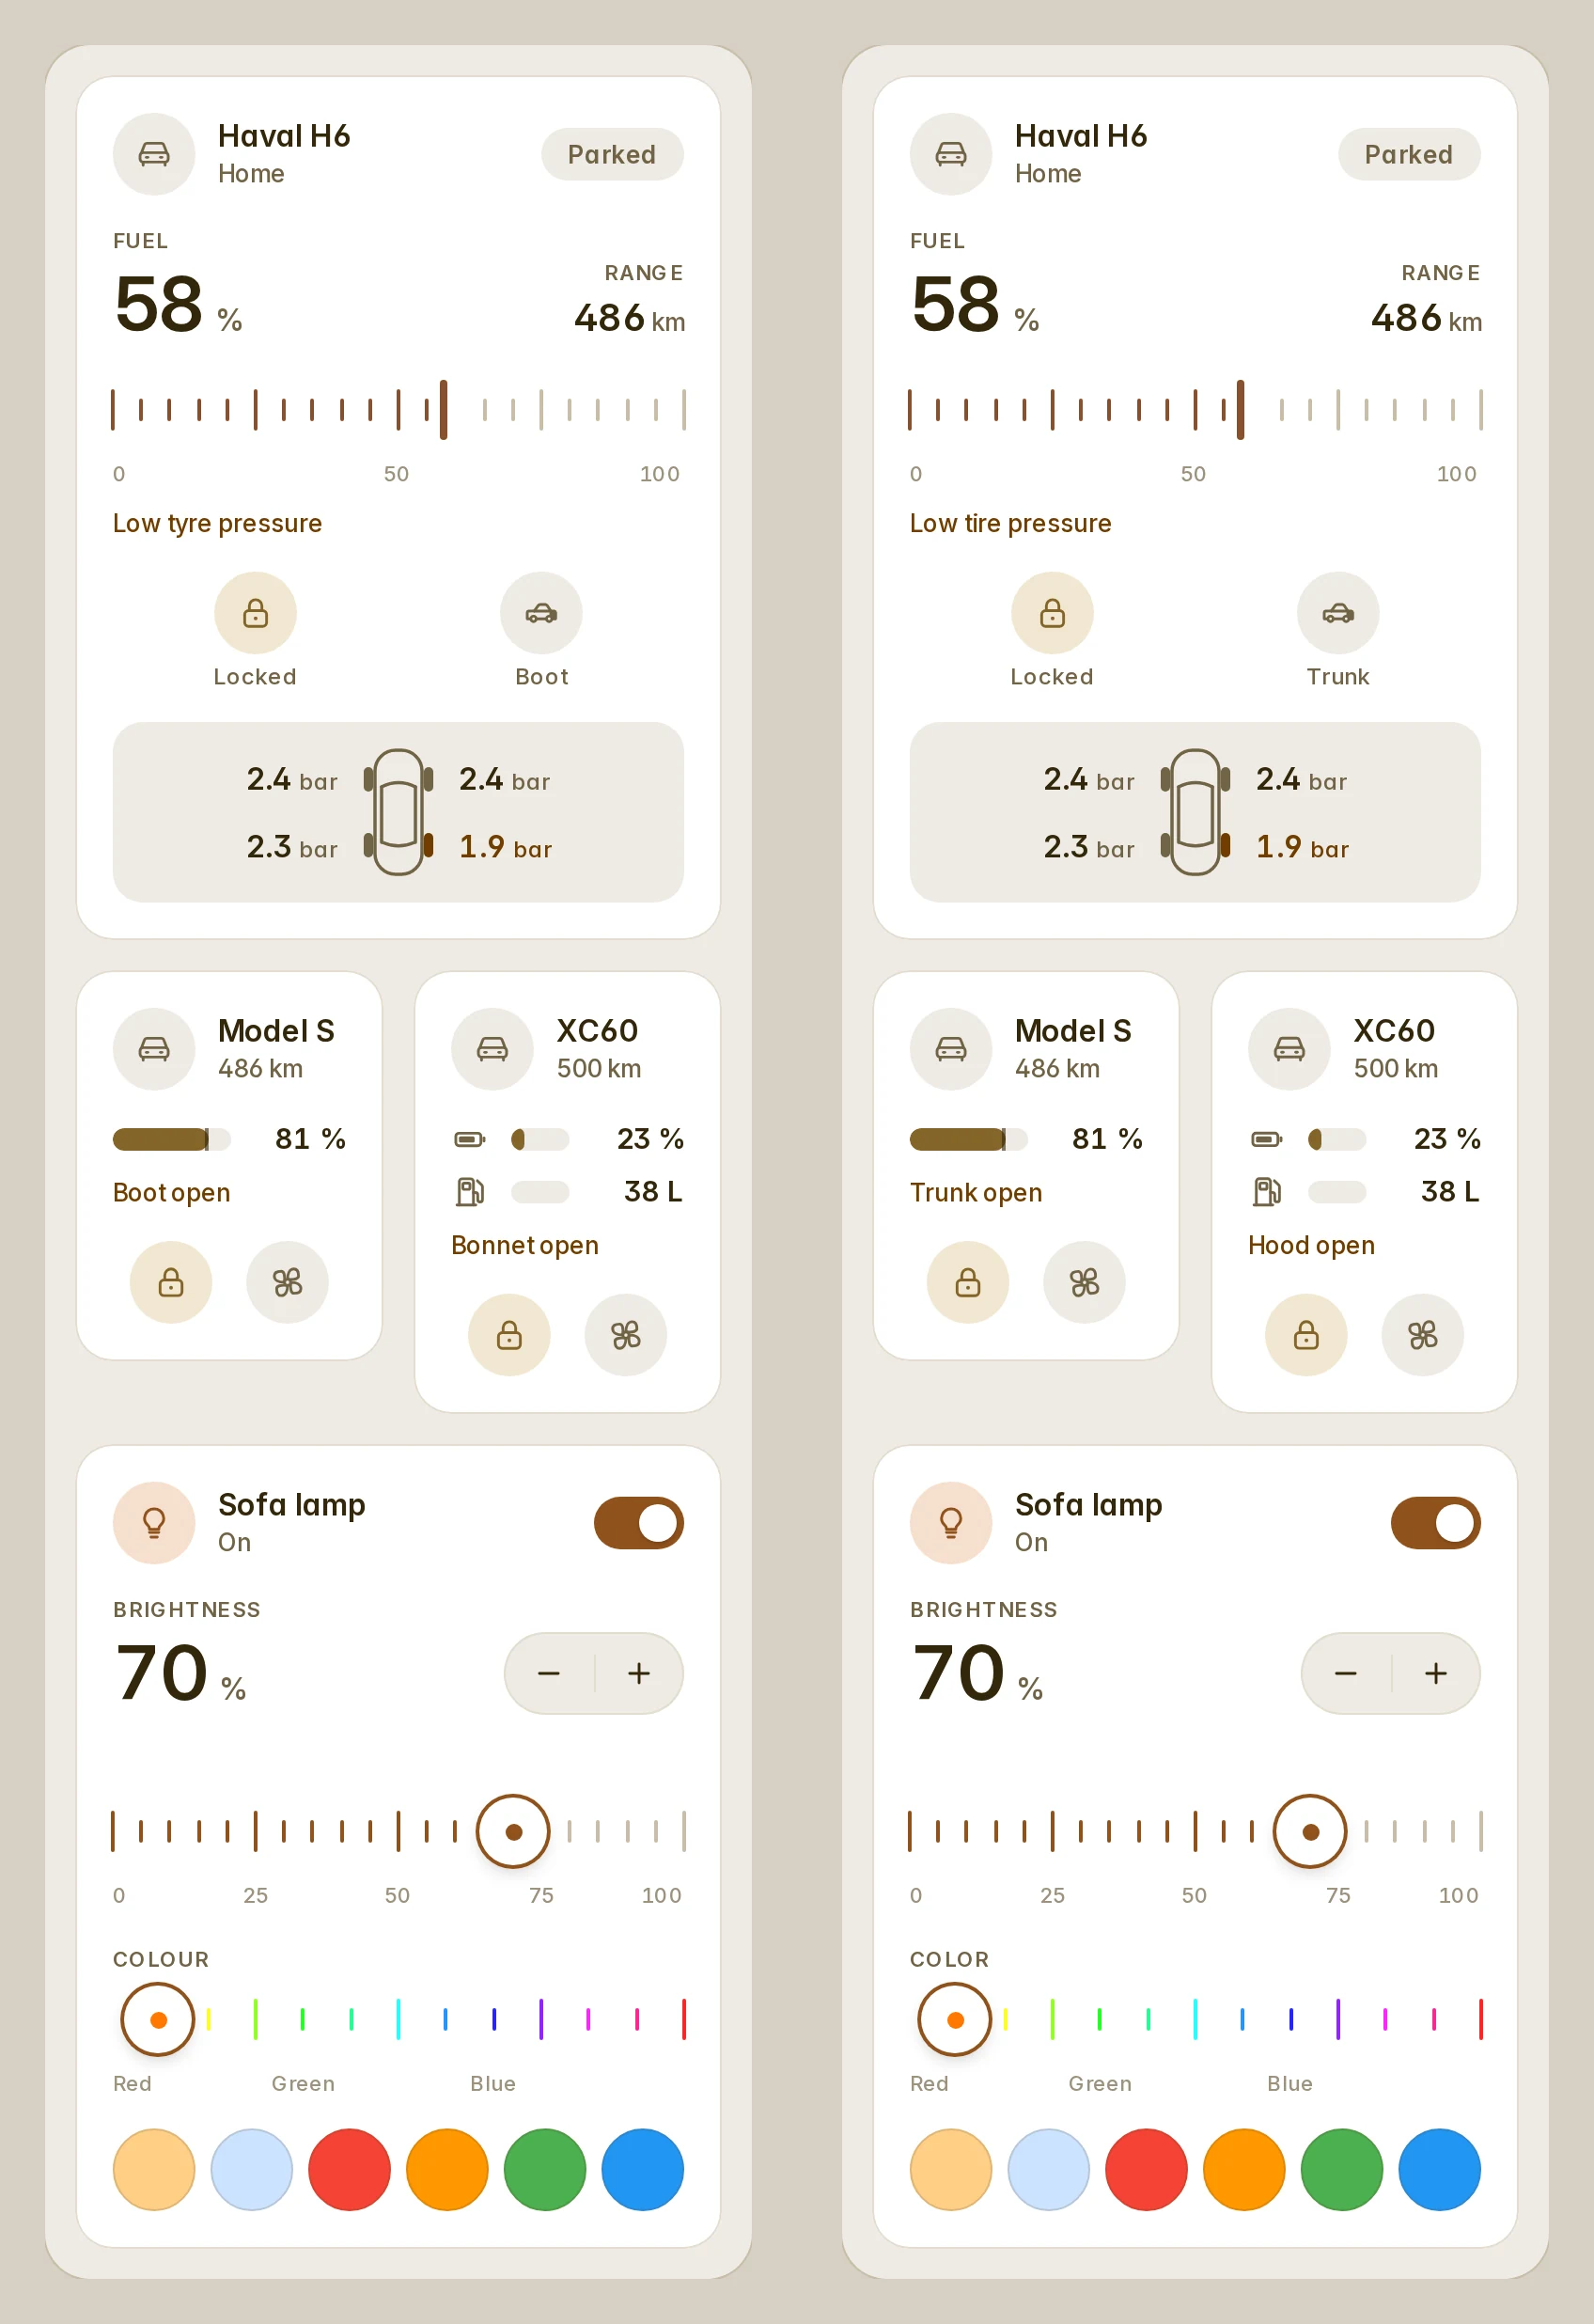 Haval H6
Home
Parked
FUEL
58 %
RANGE
486 km
0 50 100
Low tyre pressure
Locked
Boot
2.4 bar
2.4 bar
2.3 bar
1.9 bar
Model S
486 km
81 %
Boot open
XC60
500 km
23 %
38 L
Bonnet open
Sofa lamp
On
BRIGHTNESS
70 %
0 25 50 75 100
COLOUR
Red Green Blue
Haval H6
Home
Parked
FUEL
58 %
RANGE
486 km
0 50 100
Low tire pressure
Locked
Trunk
2.4 bar
2.4 bar
2.3 bar
1.9 bar
Model S
486 km
81 %
Trunk open
XC60
500 km
23 %
38 L
Hood open
Sofa lamp
On
BRIGHTNESS
70 %
0 25 50 75 100
COLOR
Red Green Blue